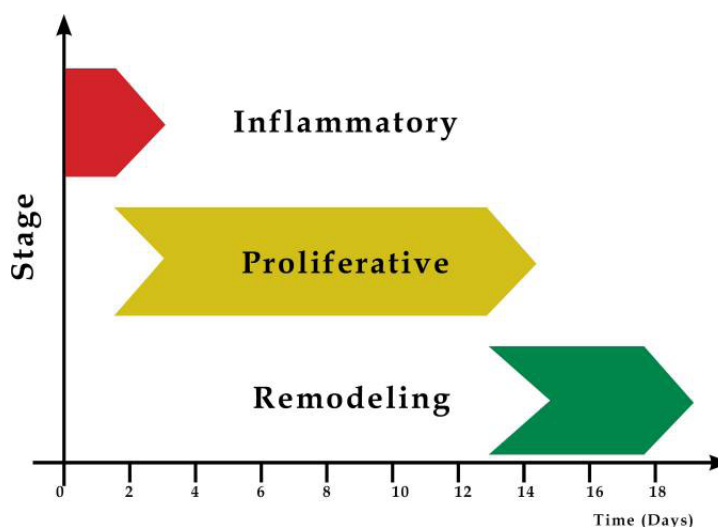 Stage
Inflammatory
Proliferative
Remodeling
0 2 4 6 8 10 12 14 16 18
Time (Days)